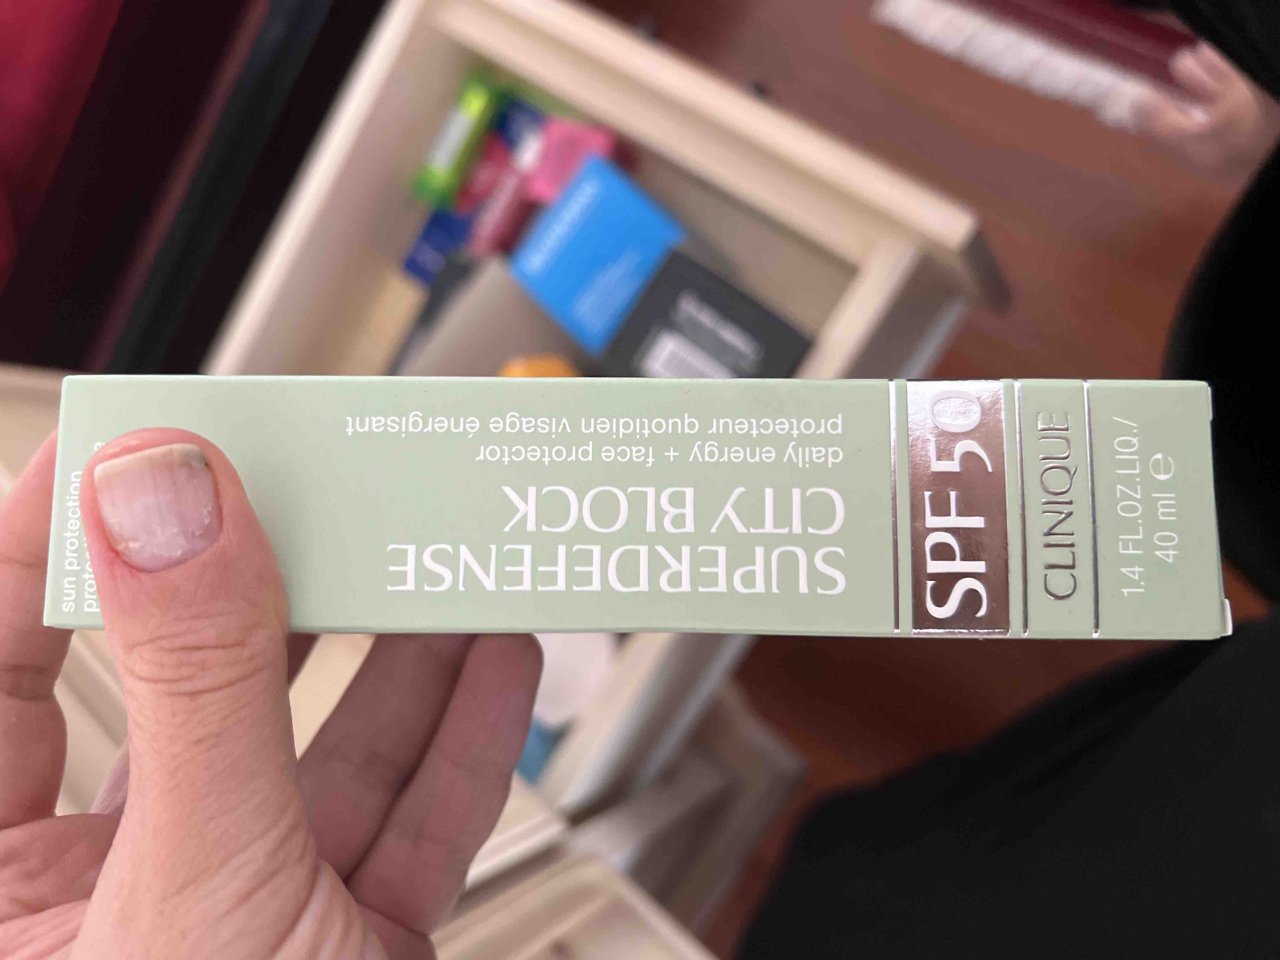 SUPERDEFENSE
CITY BLOCK
daily energy + face protector
protecteur quotidien visage énergisant
SPF 50
CLINIQUE
1.4 FL.OZ.LIQ./
40 ml e
sun protection